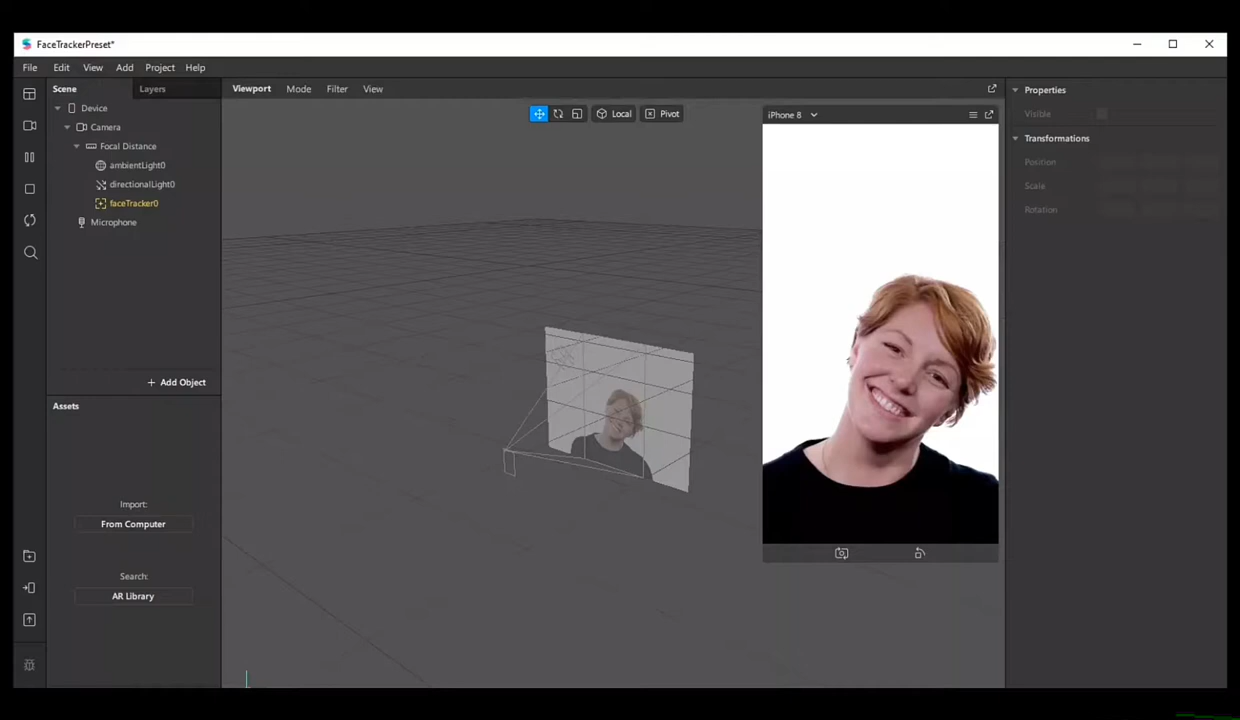 FaceTrackerPreset*
File Edit View Add Project Help
Scene Layers
Device
Camera
Focal Distance
ambientLight0
directionalLight0
faceTracker0
Microphone
+ Add Object
Assets
Import:
From Computer
Search:
AR Library
Viewport Mode Filter View
Local Pivot
iPhone 8
Properties
Visible
Transformations
Position
Scale
Rotation